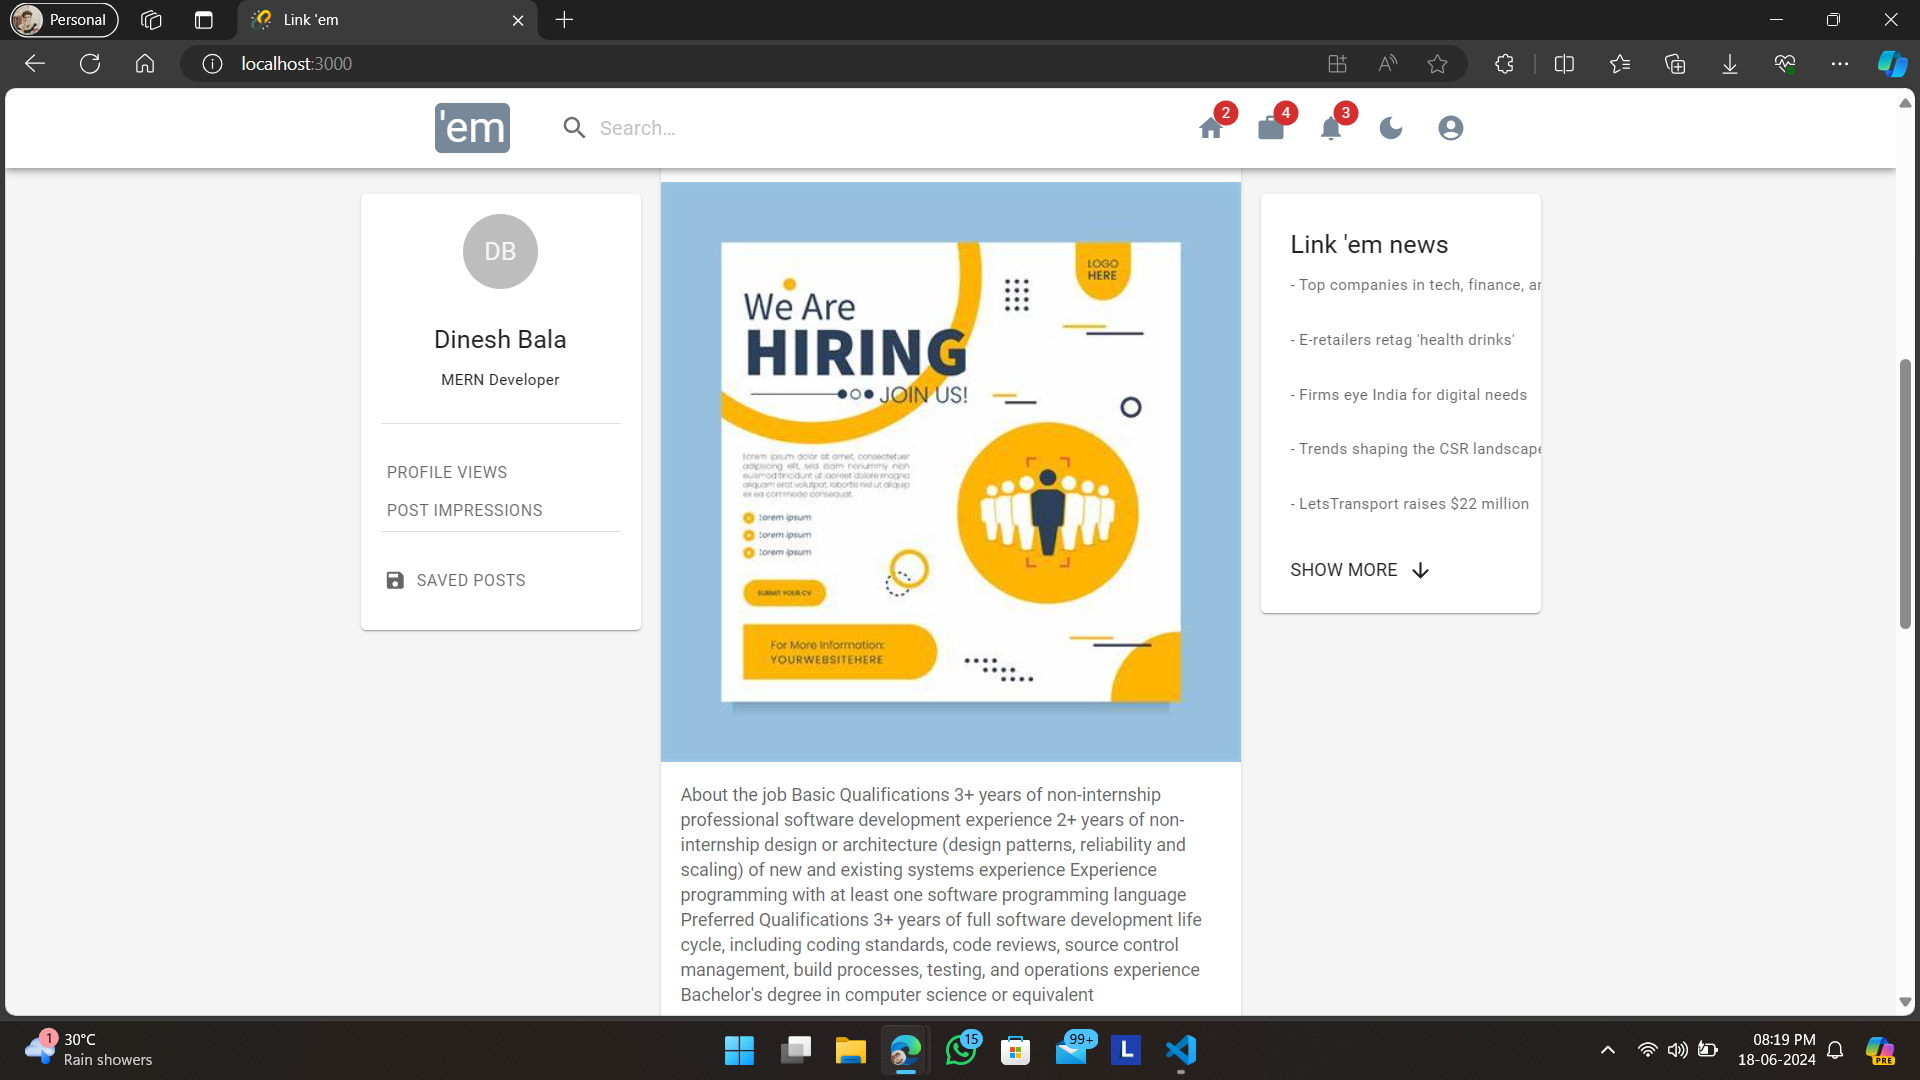 Personal
Link 'em
localhost:3000
'em
Search...
2
4
3
DB
Dinesh Bala
MERN Developer
PROFILE VIEWS
POST IMPRESSIONS
SAVED POSTS
LOGO
HERE
We Are
HIRING
JOIN US!
Lorem ipsum dolor sit amet, consectetuer
adipiscing elit, sed diam nonummy nibh
euismod tincidunt ut laoreet dolore magna
aliquam erat volutpat, lobortis nisl ut aliquip
ex ea commodo consequat.
Lorem ipsum
Lorem ipsum
Lorem ipsum
SUBMIT YOUR CV
For More Information:
YOURWEBSITEHERE
About the job Basic Qualifications 3+ years of non-internship
professional software development experience 2+ years of non-
internship design or architecture (design patterns, reliability and
scaling) of new and existing systems experience Experience
programming with at least one software programming language
Preferred Qualifications 3+ years of full software development life
cycle, including coding standards, code reviews, source control
management, build processes, testing, and operations experience
Bachelor's degree in computer science or equivalent
Link 'em news
- Top companies in tech, finance, ar
- E-retailers retag 'health drinks'
- Firms eye India for digital needs
- Trends shaping the CSR landscape
- LetsTransport raises $22 million
SHOW MORE
1
30°C
Rain showers
15
99+
L
08:19 PM
18-06-2024
PRE